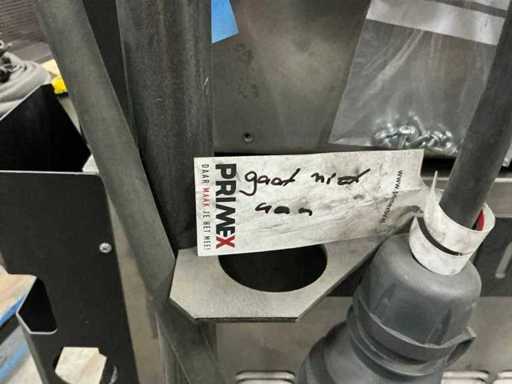 PRIMEX
DAAR MAAK JE HET MEE!
gaat niet
aan